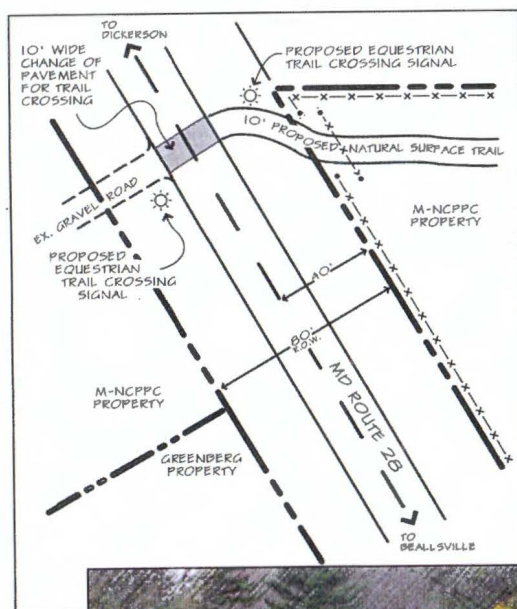 TO
DICKERSON
10' WIDE
CHANGE OF
PAVEMENT
FOR TRAIL
CROSSING
PROPOSED EQUESTRIAN
TRAIL CROSSING SIGNAL
10' PROPOSED NATURAL SURFACE TRAIL
EX. GRAVEL ROAD
M-NCPPC
PROPERTY
PROPOSED
EQUESTRIAN
TRAIL CROSSING
SIGNAL
40'
80'
R.O.W.
M-NCPPC
PROPERTY
MD ROUTE 28
GREENBERG
PROPERTY
TO
BEALLSVILLE